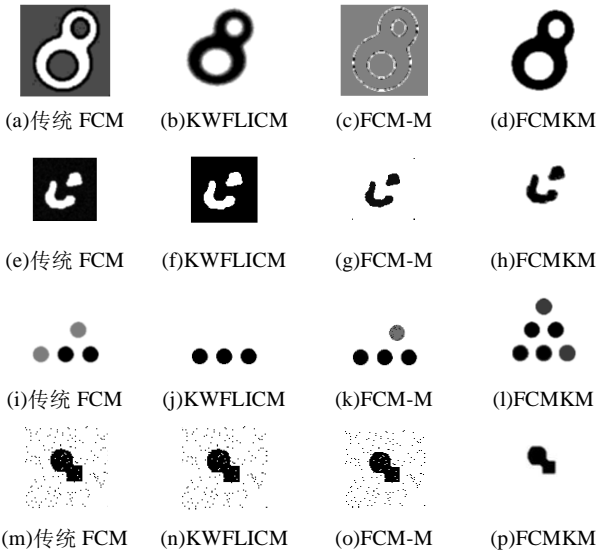 (a)传统 FCM (b)KWFLICM (c)FCM-M (d)FCMKM
(e)传统 FCM (f)KWFLICM (g)FCM-M (h)FCMKM
(i)传统 FCM (j)KWFLICM (k)FCM-M (l)FCMKM
(m)传统 FCM (n)KWFLICM (o)FCM-M (p)FCMKM